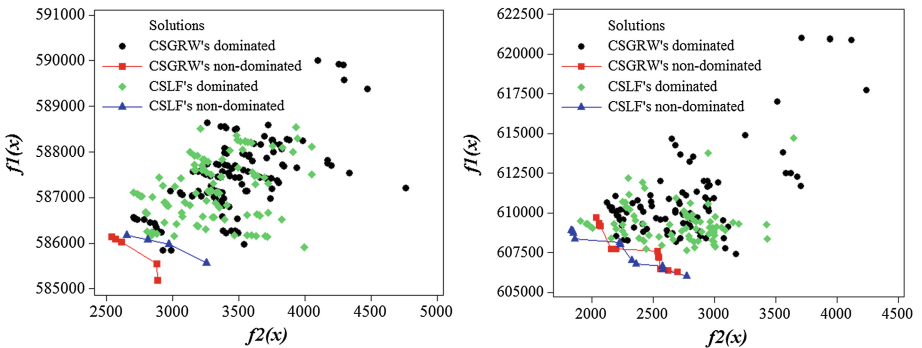 591000
590000
589000
588000
587000
586000
585000
f1(x)
Solutions
CSGRW's dominated
CSGRW's non-dominated
CSLF's dominated
CSLF's non-dominated
2500 3000 3500 4000 4500 5000
f2(x)
622500
620000
617500
615000
612500
610000
607500
605000
f1(x)
Solutions
CSGRW's dominated
CSGRW's non-dominated
CSLF's dominated
CSLF's non-dominated
2000 2500 3000 3500 4000 4500
f2(x)